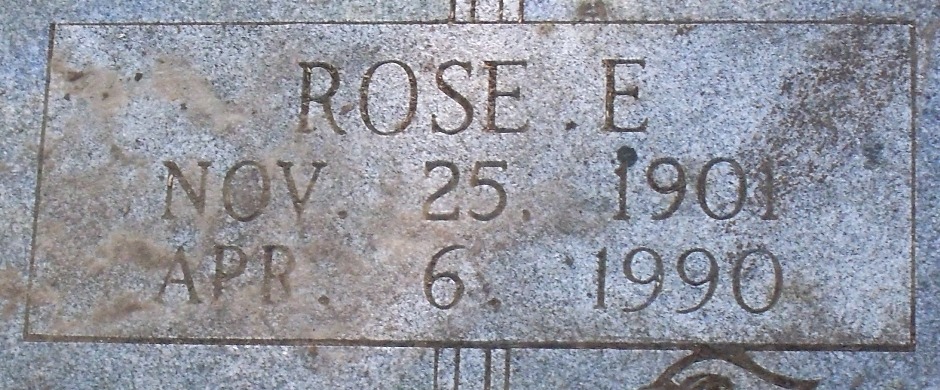 ROSE E
NOV. 25. 1901
APR. 6. 1990